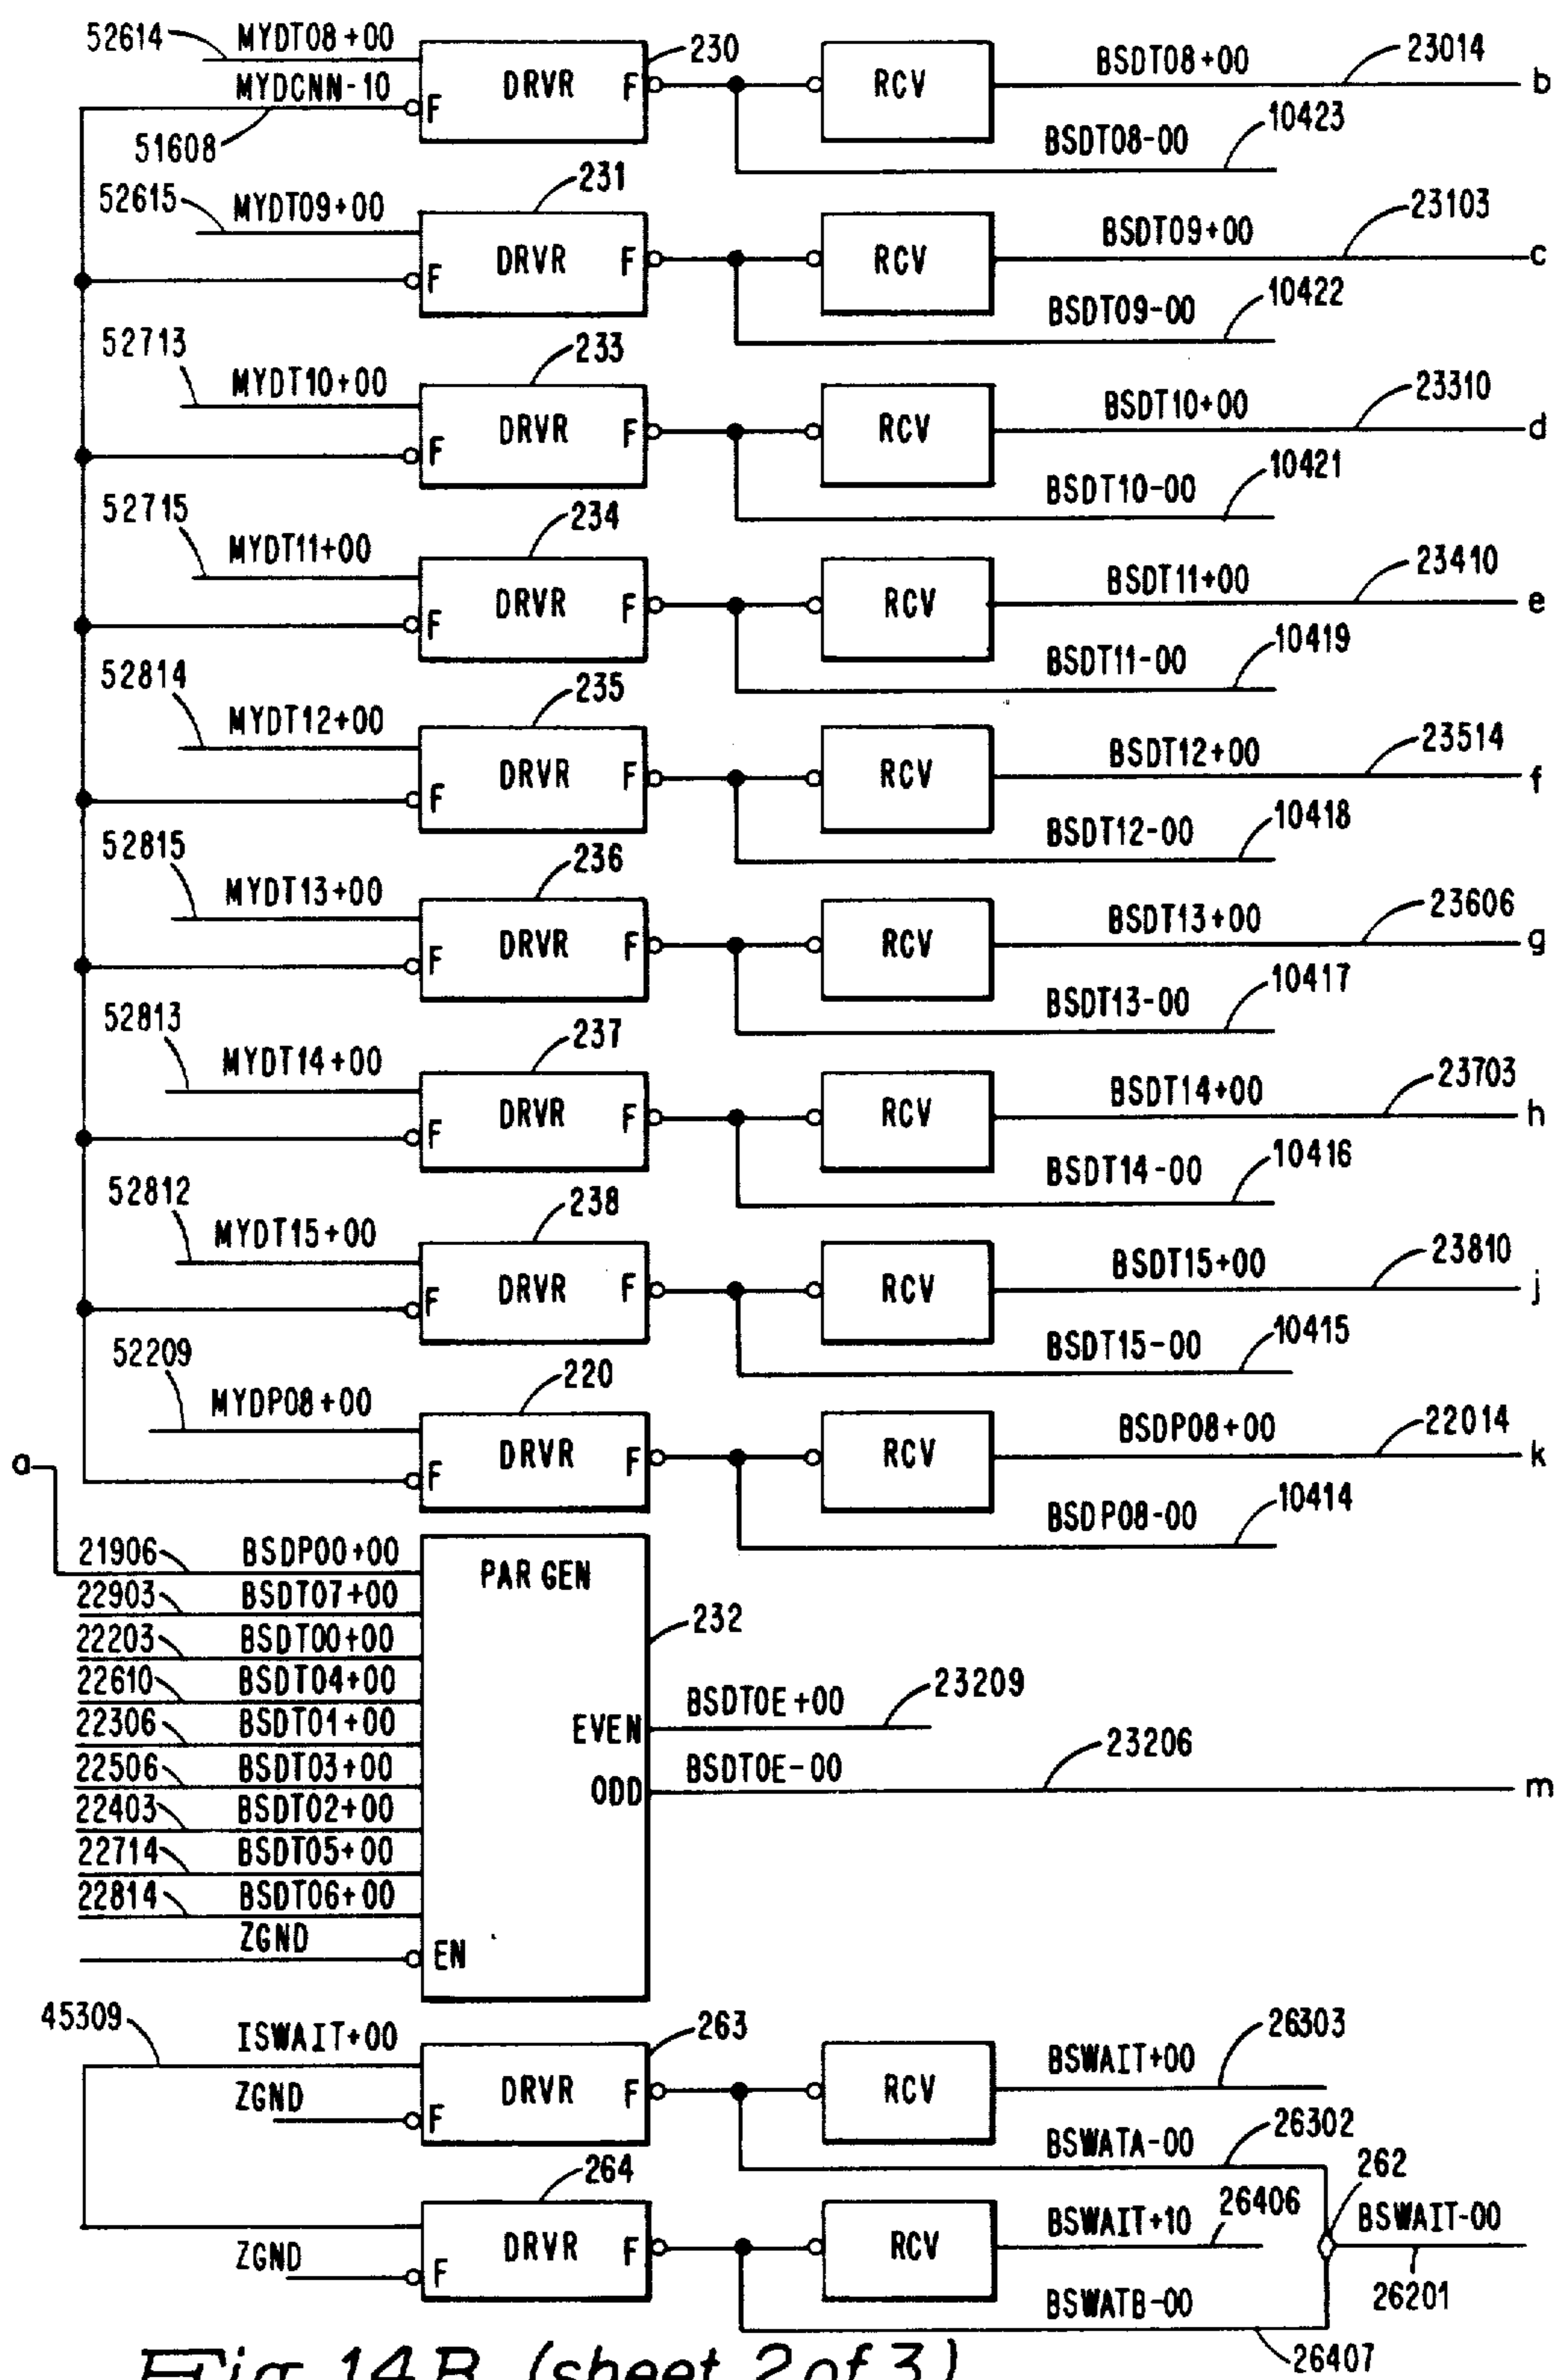 52614 MYDT08+00 DRVR F 230 RCV BSDT08+00 23014 b
MYDCNN-10 F
51608 BSDT08-00 10423
52615 MYDT09+00 231 DRVR F RCV BSDT09+00 23103 c
F BSDT09-00 10422
52713 MYDT10+00 233 DRVR F RCV BSDT10+00 23310 d
F BSDT10-00 10421
52715 MYDT11+00 234 DRVR F RCV BSDT11+00 23410 e
F BSDT11-00 10419
52814 MYDT12+00 235 DRVR F RCV BSDT12+00 23514 f
F BSDT12-00 10418
52815 MYDT13+00 236 DRVR F RCV BSDT13+00 23606 g
F BSDT13-00 10417
52813 MYDT14+00 237 DRVR F RCV BSDT14+00 23703 h
F BSDT14-00 10416
52812 MYDT15+00 238 DRVR F RCV BSDT15+00 23810 j
F BSDT15-00 10415
52209 MYDP08+00 220 DRVR F RCV BSDP08+00 22014 k
a F BSDP08-00 10414
21906 BSDP00+00 PAR GEN
22903 BSDT07+00 232
22203 BSDT00+00
22610 BSDT04+00 BSDT0E+00 23209
22306 BSDT01+00 EVEN
22506 BSDT03+00 ODD BSDT0E-00 23206 m
22403 BSDT02+00
22714 BSDT05+00
22814 BSDT06+00
ZGND EN
45309 ISWAIT+00 263 DRVR F RCV BSWAIT+00 26303
ZGND F BSWATA-00 26302
264 262
DRVR F RCV BSWAIT+10 26406 BSWAIT-00
ZGND F 26201
BSWATB-00 26407
Fig. 14B (sheet 2 of 3)